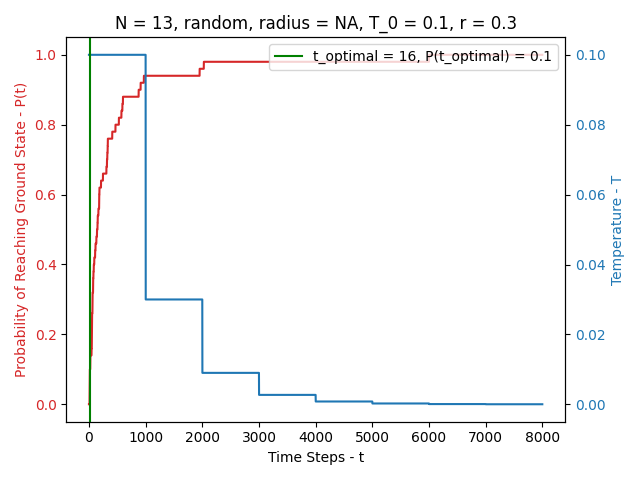 N = 13, random, radius = NA, T_0 = 0.1, r = 0.3
t_optimal = 16, P(t_optimal) = 0.1
Probability of Reaching Ground State - P(t)
1.0
0.8
0.6
0.4
0.2
0.0
0.10
0.08
0.06
0.04
0.02
0.00
Temperature - T
0 1000 2000 3000 4000 5000 6000 7000 8000
Time Steps - t